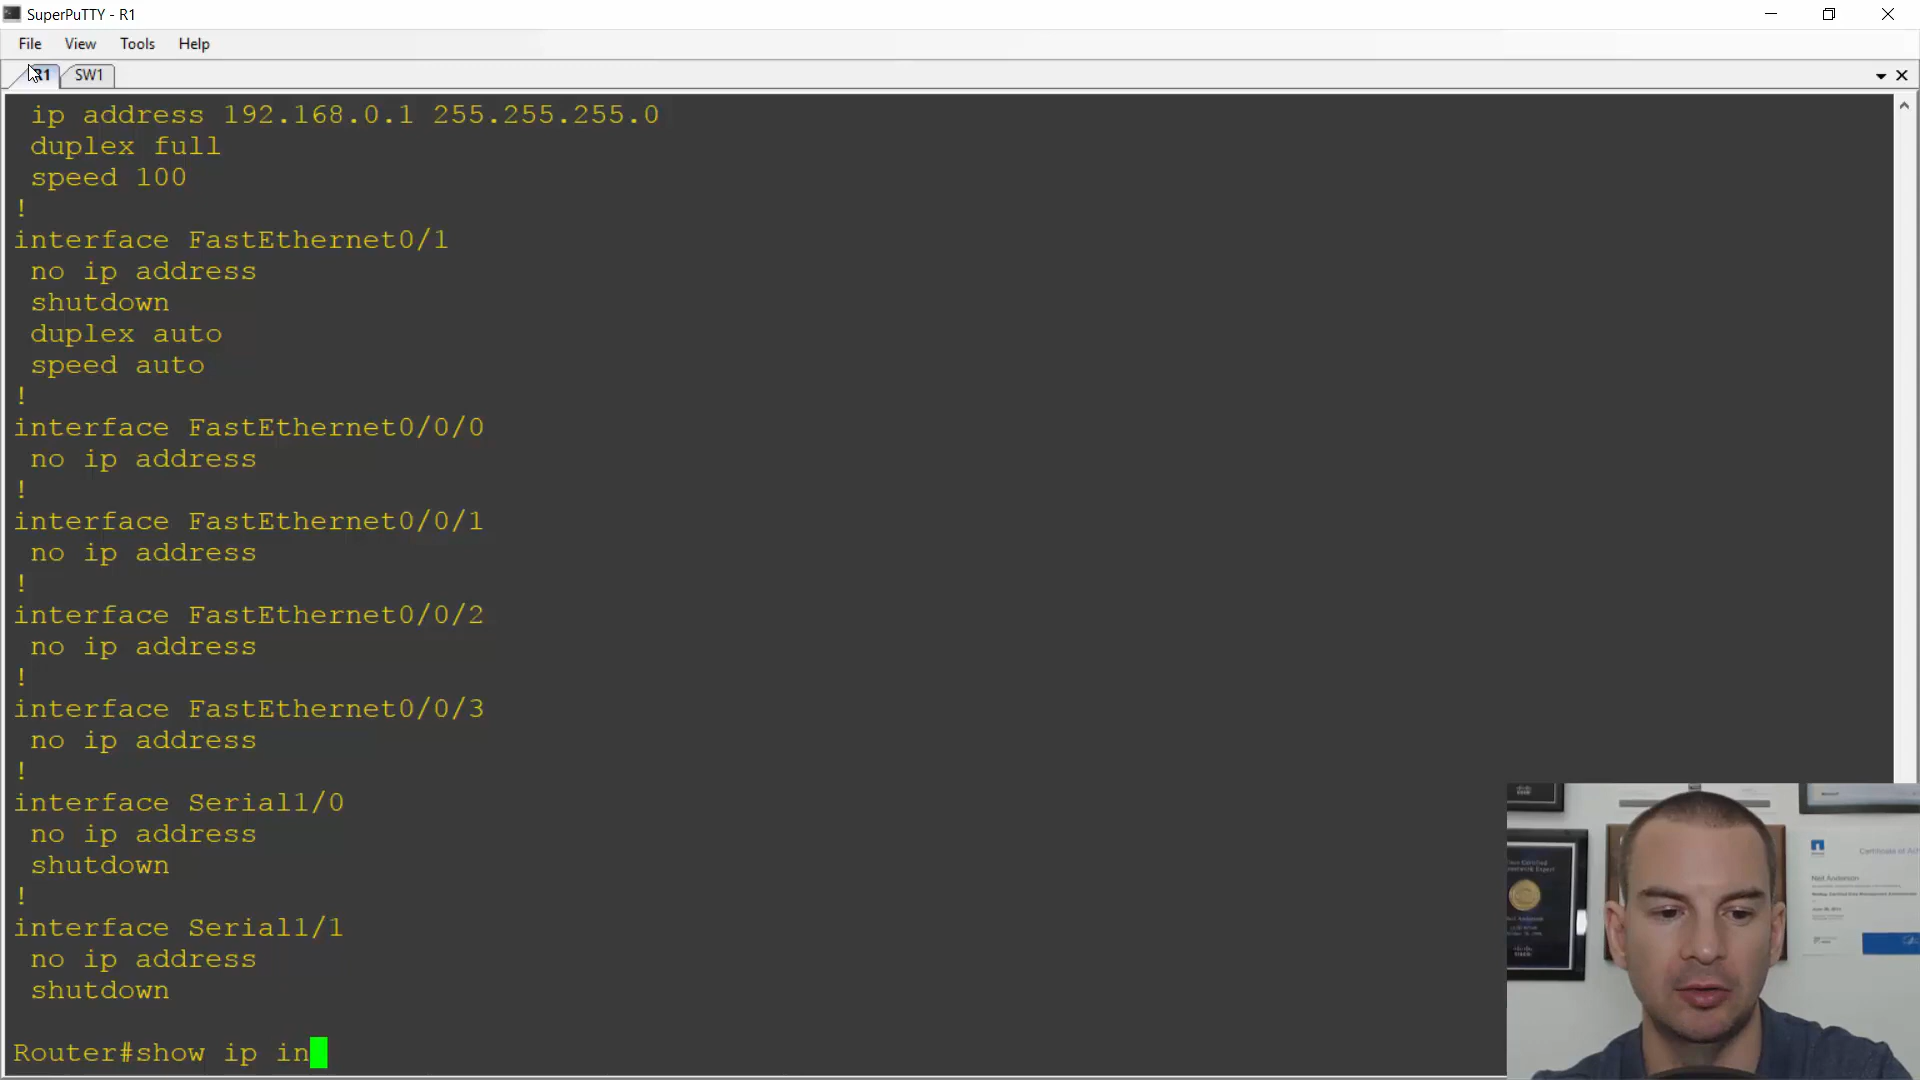 SuperPuTTY - R1
File View Tools Help
R1 SW1
ip address 192.168.0.1 255.255.255.0
duplex full
speed 100
!
interface FastEthernet0/1
no ip address
shutdown
duplex auto
speed auto
!
interface FastEthernet0/0/0
no ip address
!
interface FastEthernet0/0/1
no ip address
!
interface FastEthernet0/0/2
no ip address
!
interface FastEthernet0/0/3
no ip address
!
interface Serial1/0
no ip address
shutdown
!
interface Serial1/1
no ip address
shutdown
Router#show ip in
Neil Anderson